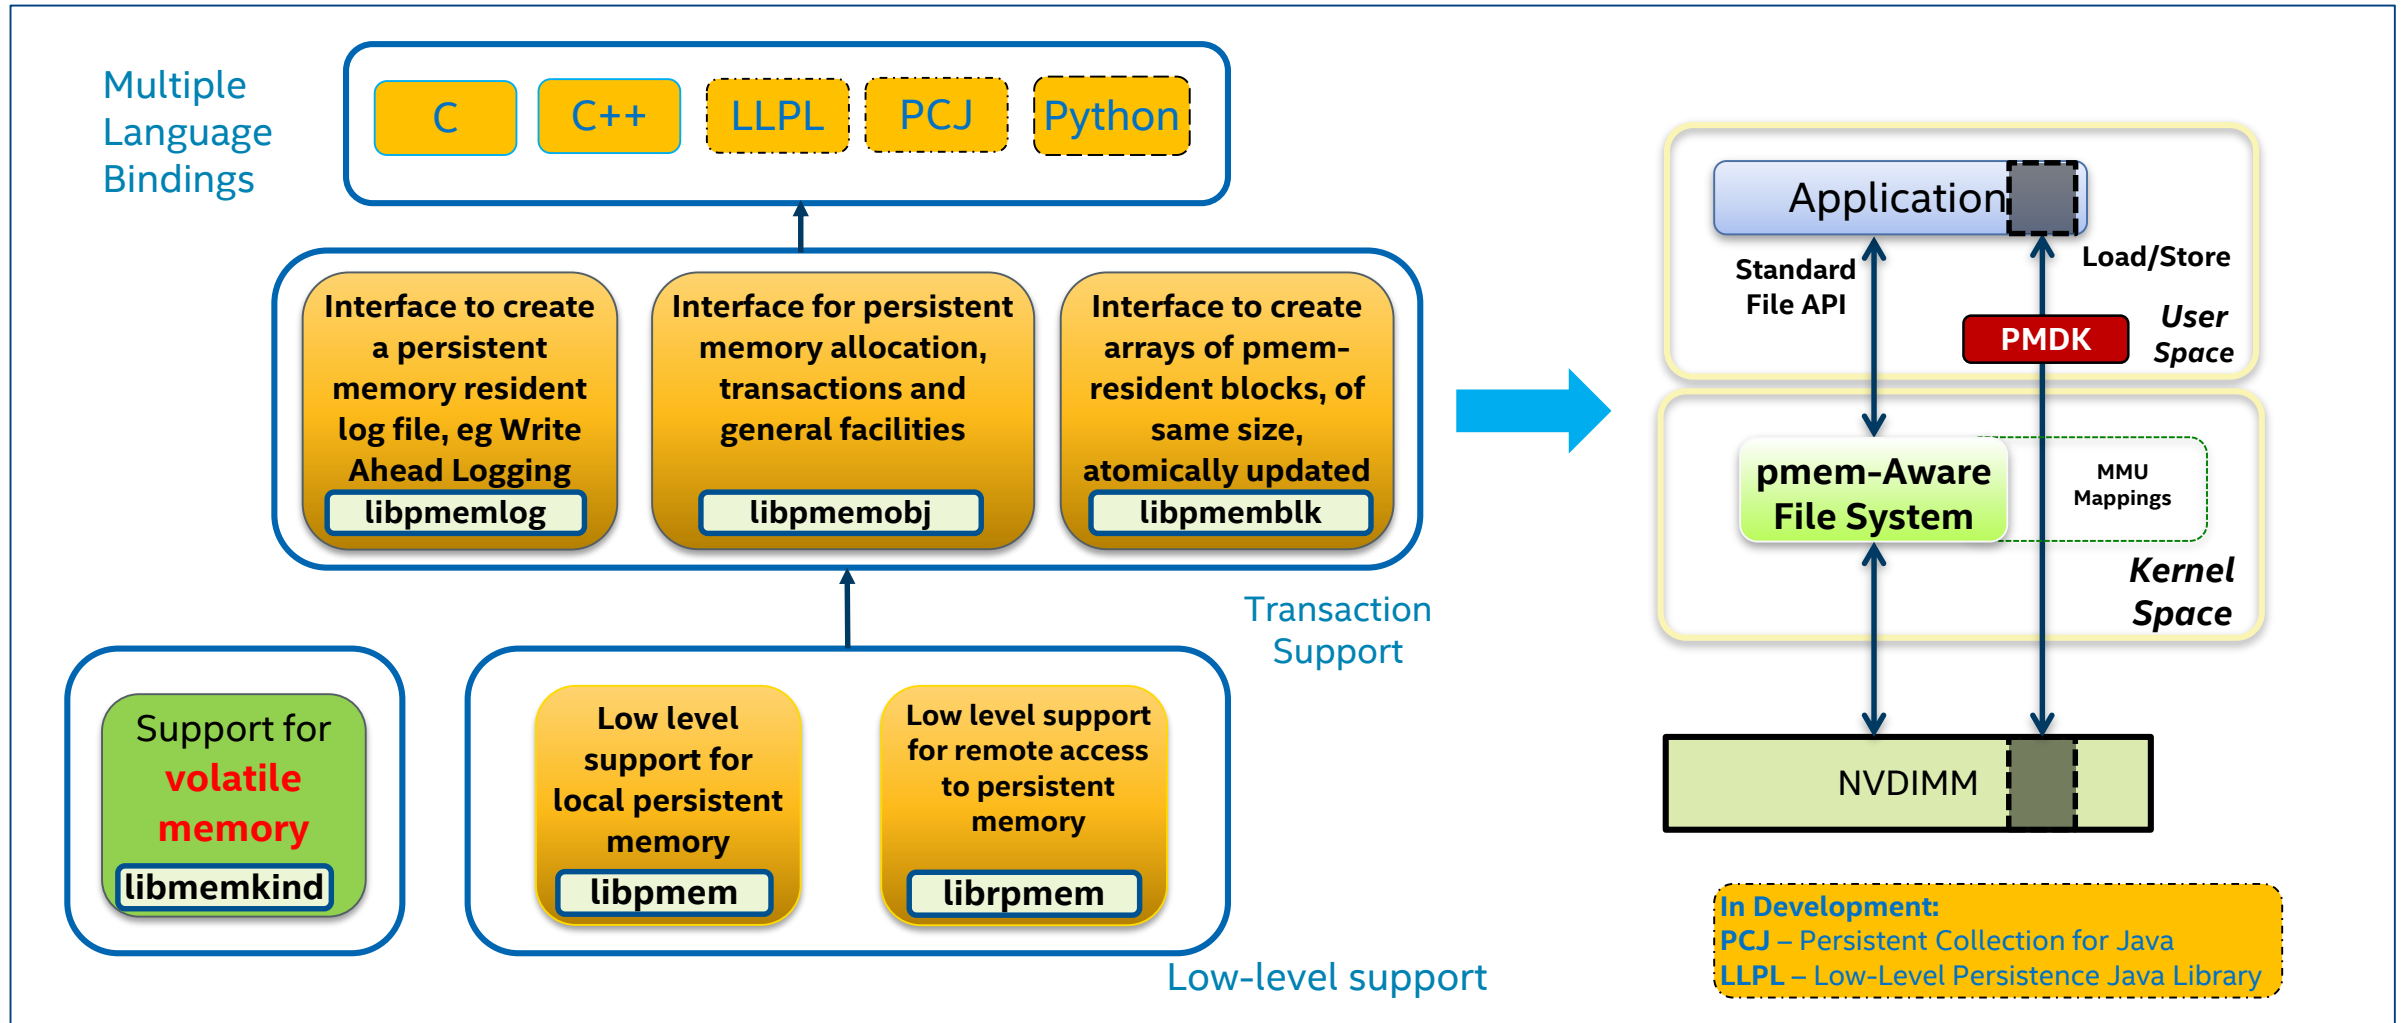 Multiple
Language
Bindings
C
C++
LLPL
PCJ
Python
Interface to create
a persistent
memory resident
log file, eg Write
Ahead Logging
libpmemlog
Interface for persistent
memory allocation,
transactions and
general facilities
libpmemobj
Interface to create
arrays of pmem-
resident blocks, of
same size,
atomically updated
libpmemblk
Transaction
Support
Support for
volatile
memory
libmemkind
Low level
support for
local persistent
memory
libpmem
Low level support
for remote access
to persistent
memory
librpmem
Low-level support
Application
Standard
File API
Load/Store
PMDK
User
Space
pmem-Aware
File System
MMU
Mappings
Kernel
Space
NVDIMM
In Development:
PCJ – Persistent Collection for Java
LLPL – Low-Level Persistence Java Library